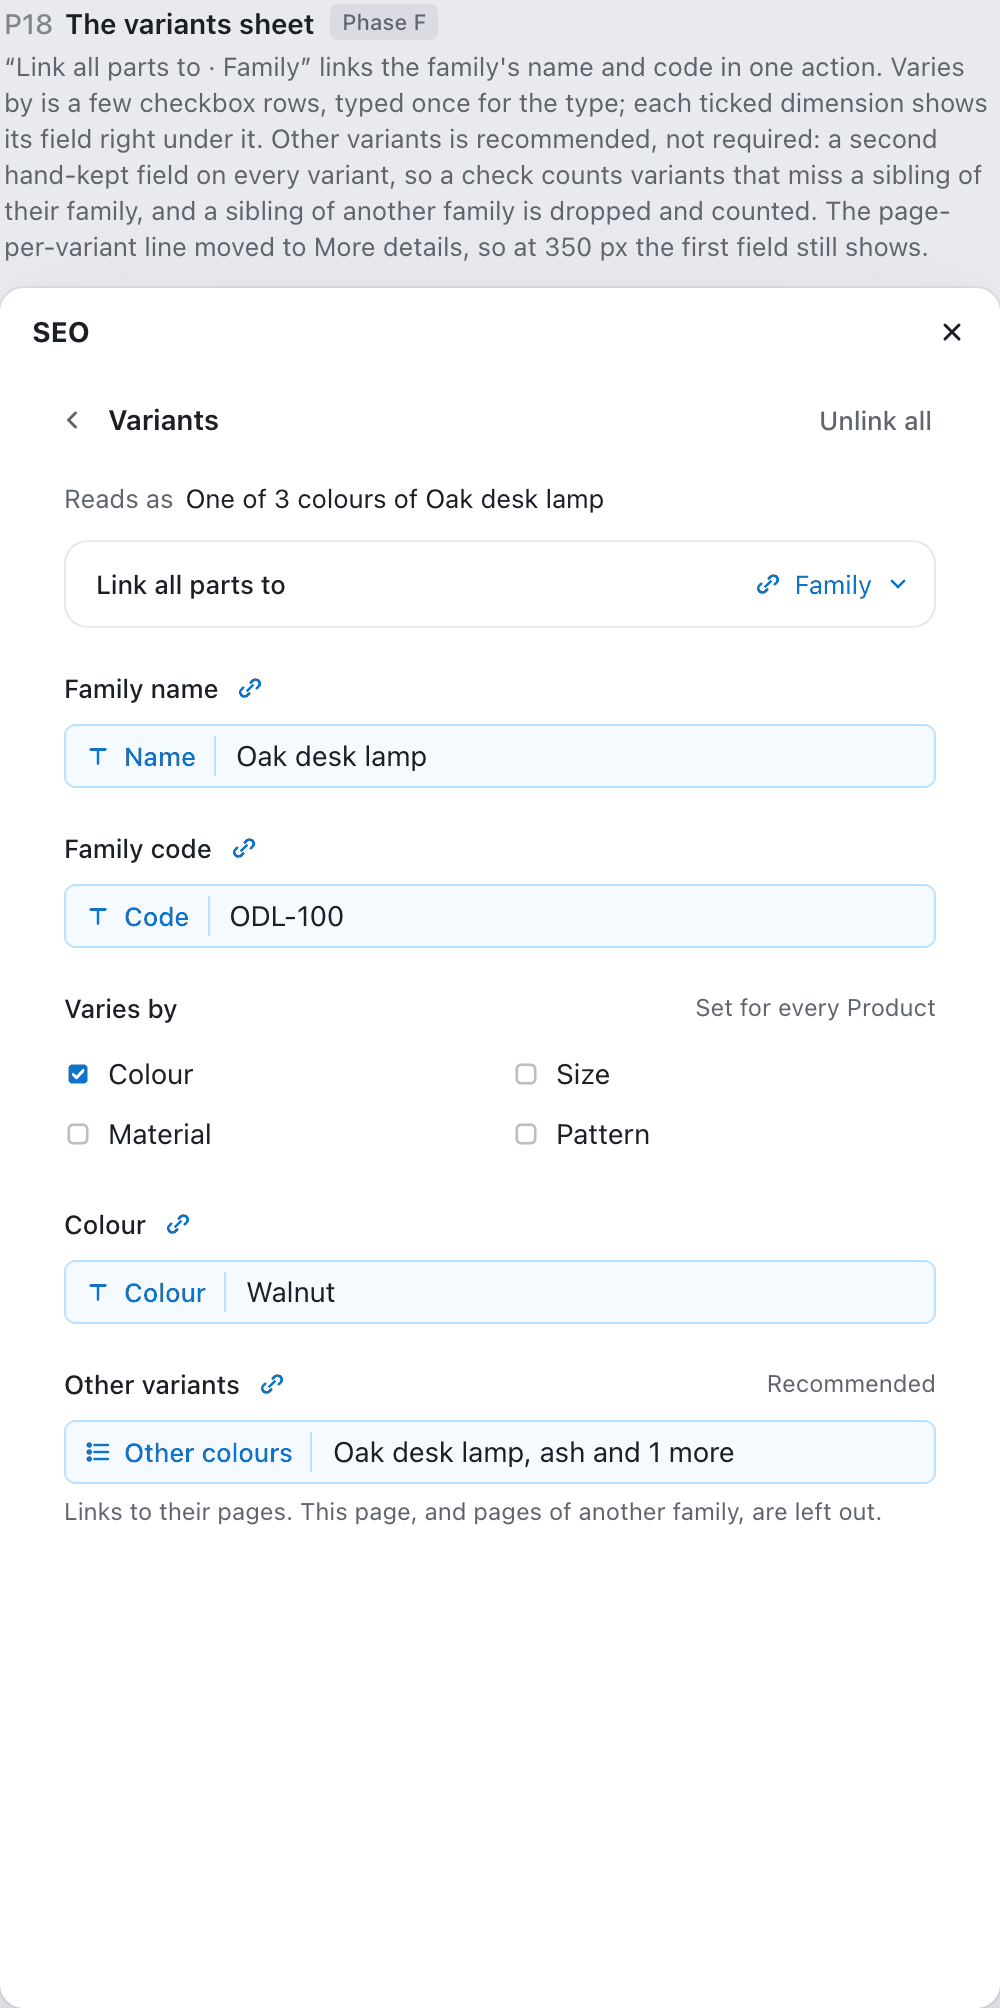 P18 The variants sheet Phase F
“Link all parts to · Family” links the family's name and code in one action. Varies
by is a few checkbox rows, typed once for the type; each ticked dimension shows
its field right under it. Other variants is recommended, not required: a second
hand-kept field on every variant, so a check counts variants that miss a sibling of
their family, and a sibling of another family is dropped and counted. The page-
per-variant line moved to More details, so at 350 px the first field still shows.
SEO
Variants Unlink all
Reads as One of 3 colours of Oak desk lamp
Link all parts to Family
Family name
Name Oak desk lamp
Family code
Code ODL-100
Varies by Set for every Product
Colour Size
Material Pattern
Colour
Colour Walnut
Other variants Recommended
Other colours Oak desk lamp, ash and 1 more
Links to their pages. This page, and pages of another family, are left out.